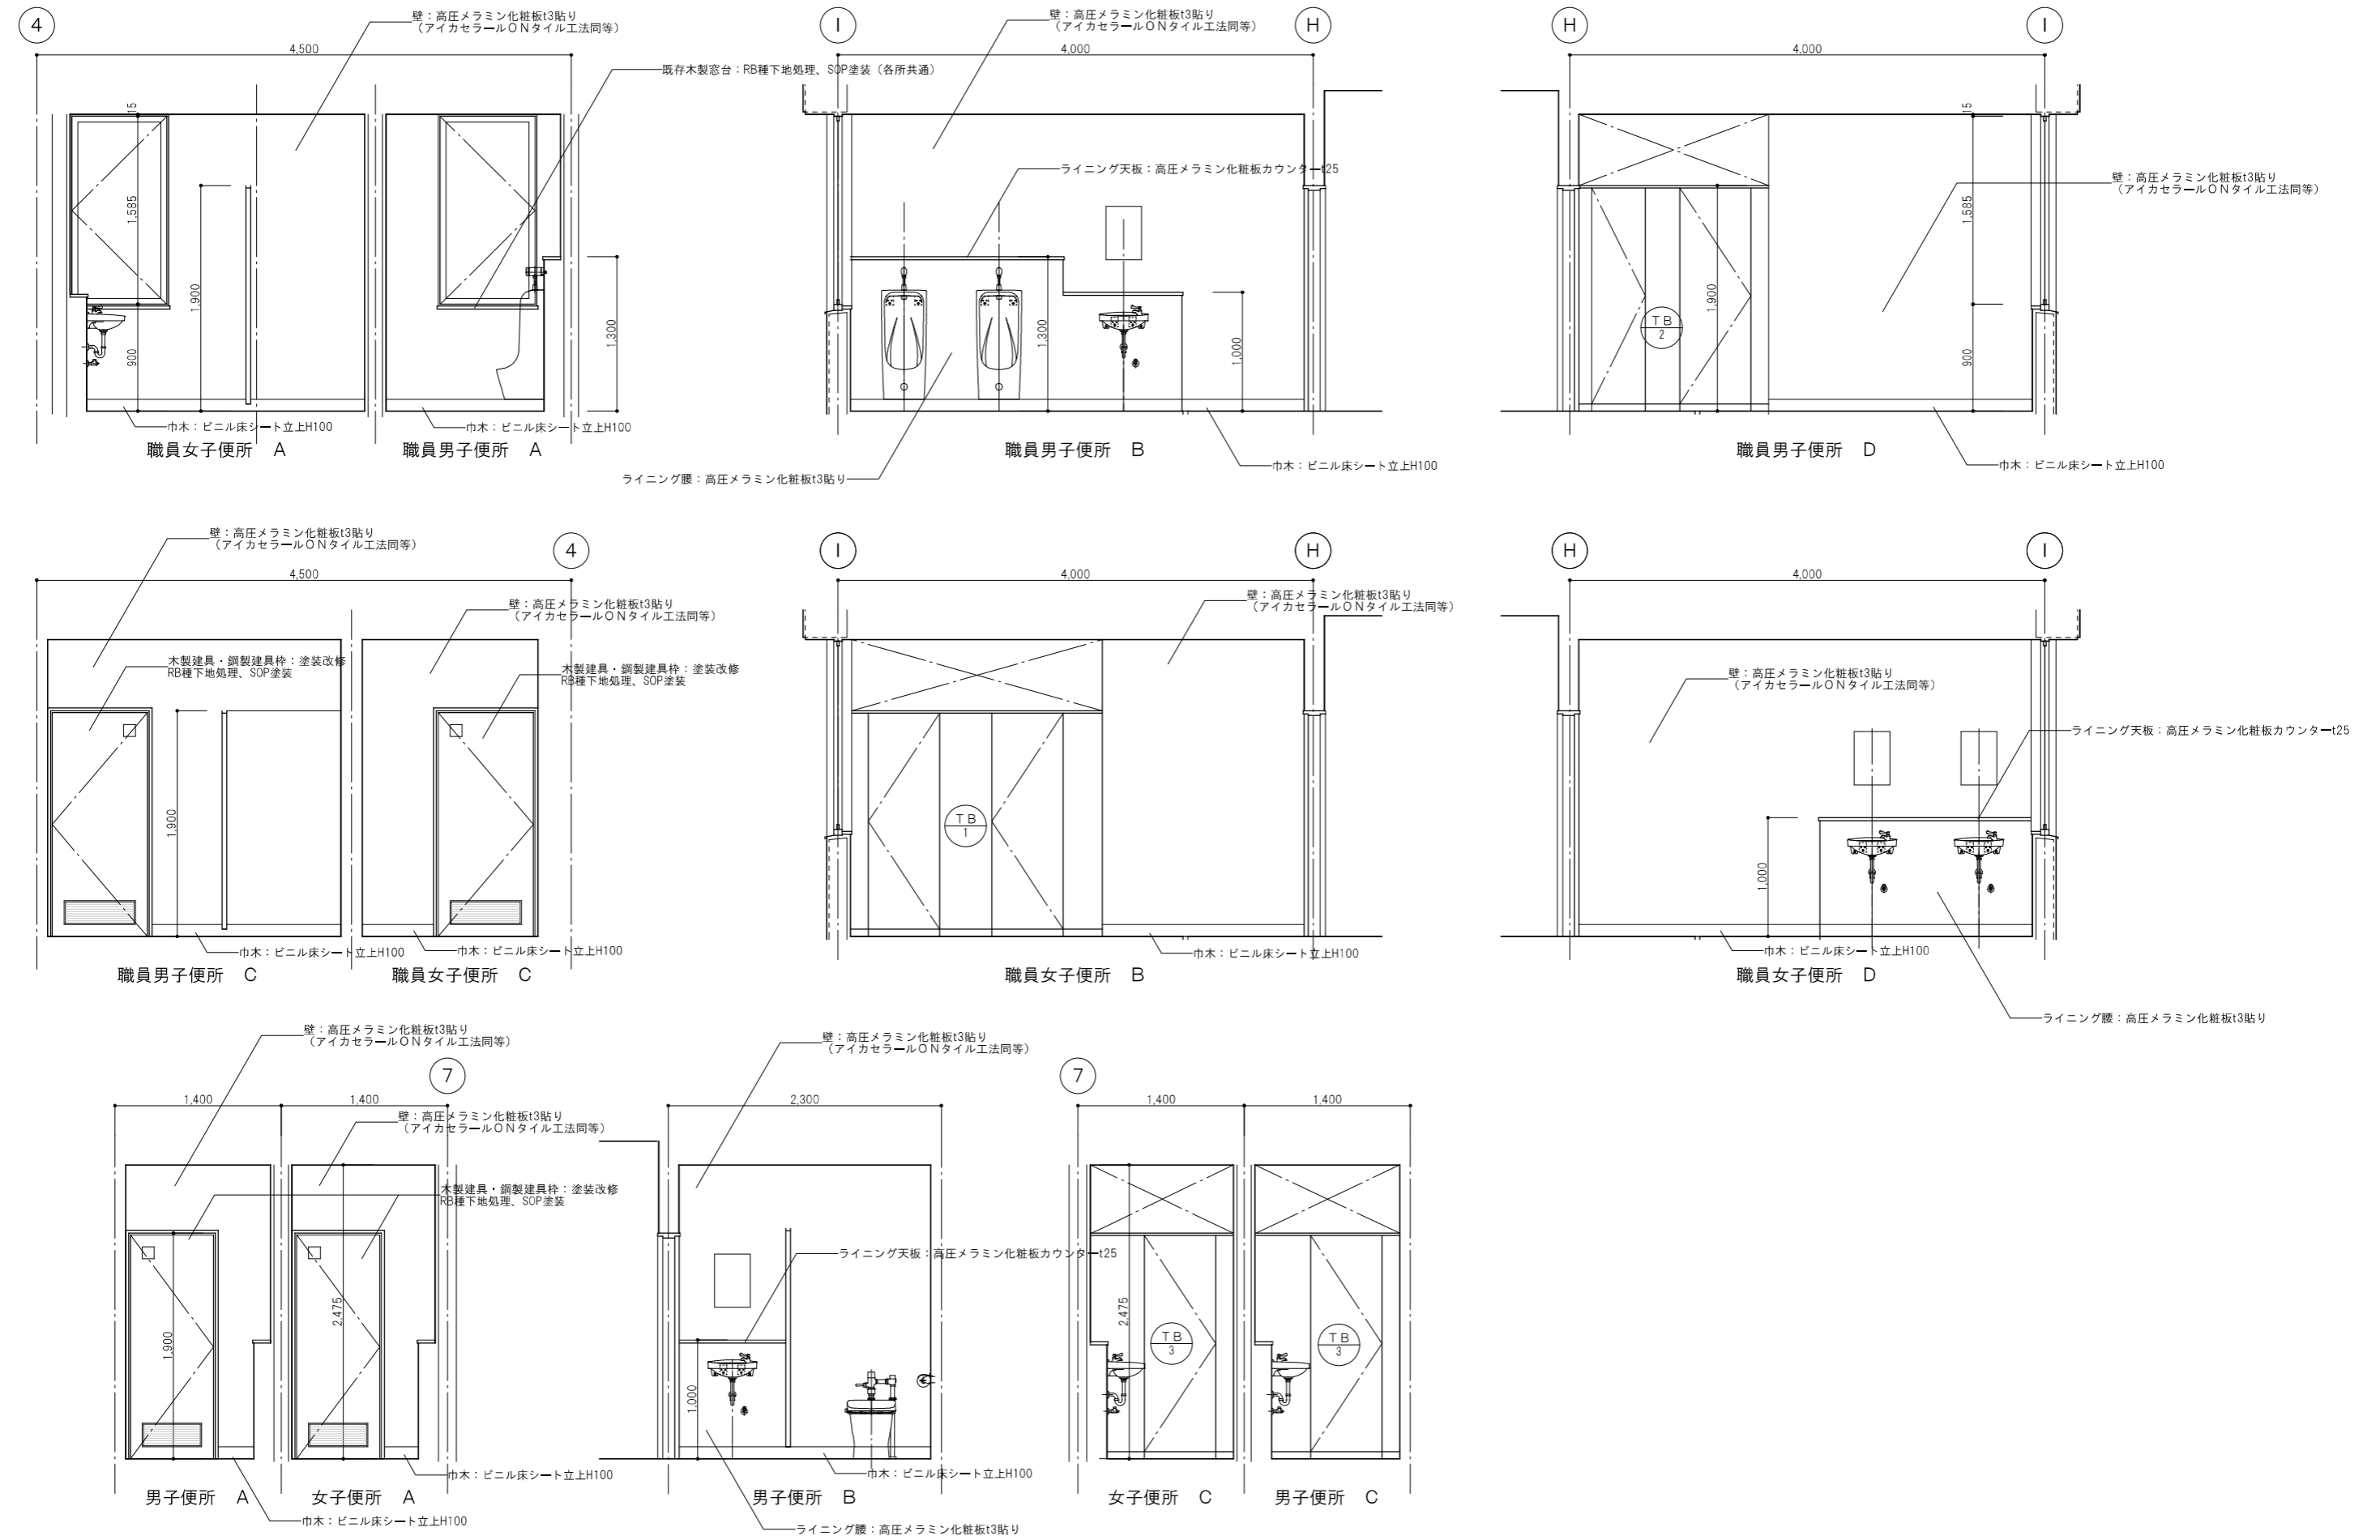 4
壁：高圧メラミン化粧板t3貼り
（アイカセラールＯＮタイル工法同等）
4,500
既存木製窓台：RB種下地処理、SOP塗装（各所共通）
15
1,585
900
1,900
1,300
巾木：ビニル床シート立上H100
巾木：ビニル床シート立上H100
職員女子便所　A
職員男子便所　A
I
H
壁：高圧メラミン化粧板t3貼り
（アイカセラールＯＮタイル工法同等）
4,000
ライニング天板：高圧メラミン化粧板カウンターt25
1,300
1,000
職員男子便所　B
巾木：ビニル床シート立上H100
ライニング腰：高圧メラミン化粧板t3貼り
H
I
4,000
15
壁：高圧メラミン化粧板t3貼り
（アイカセラールＯＮタイル工法同等）
1,585
1,900
TB
2
900
職員男子便所　D
巾木：ビニル床シート立上H100
壁：高圧メラミン化粧板t3貼り
（アイカセラールＯＮタイル工法同等）
4
4,500
壁：高圧メラミン化粧板t3貼り
（アイカセラールＯＮタイル工法同等）
木製建具・鋼製建具枠：塗装改修
RB種下地処理、SOP塗装
木製建具・鋼製建具枠：塗装改修
RB種下地処理、SOP塗装
1,900
巾木：ビニル床シート立上H100
巾木：ビニル床シート立上H100
職員男子便所　C
職員女子便所　C
I
H
4,000
壁：高圧メラミン化粧板t3貼り
（アイカセラールＯＮタイル工法同等）
TB
1
巾木：ビニル床シート立上H100
職員女子便所　B
H
I
4,000
壁：高圧メラミン化粧板t3貼り
（アイカセラールＯＮタイル工法同等）
ライニング天板：高圧メラミン化粧板カウンターt25
1,000
巾木：ビニル床シート立上H100
職員女子便所　D
ライニング腰：高圧メラミン化粧板t3貼り
壁：高圧メラミン化粧板t3貼り
（アイカセラールＯＮタイル工法同等）
7
1,400
1,400
壁：高圧メラミン化粧板t3貼り
（アイカセラールＯＮタイル工法同等）
木製建具・鋼製建具枠：塗装改修
RB種下地処理、SOP塗装
1,900
2,475
巾木：ビニル床シート立上H100
男子便所　A
女子便所　A
巾木：ビニル床シート立上H100
壁：高圧メラミン化粧板t3貼り
（アイカセラールＯＮタイル工法同等）
2,300
ライニング天板：高圧メラミン化粧板カウンターt25
1,000
巾木：ビニル床シート立上H100
男子便所　B
ライニング腰：高圧メラミン化粧板t3貼り
7
1,400
1,400
2,475
TB
3
TB
3
女子便所　C
男子便所　C